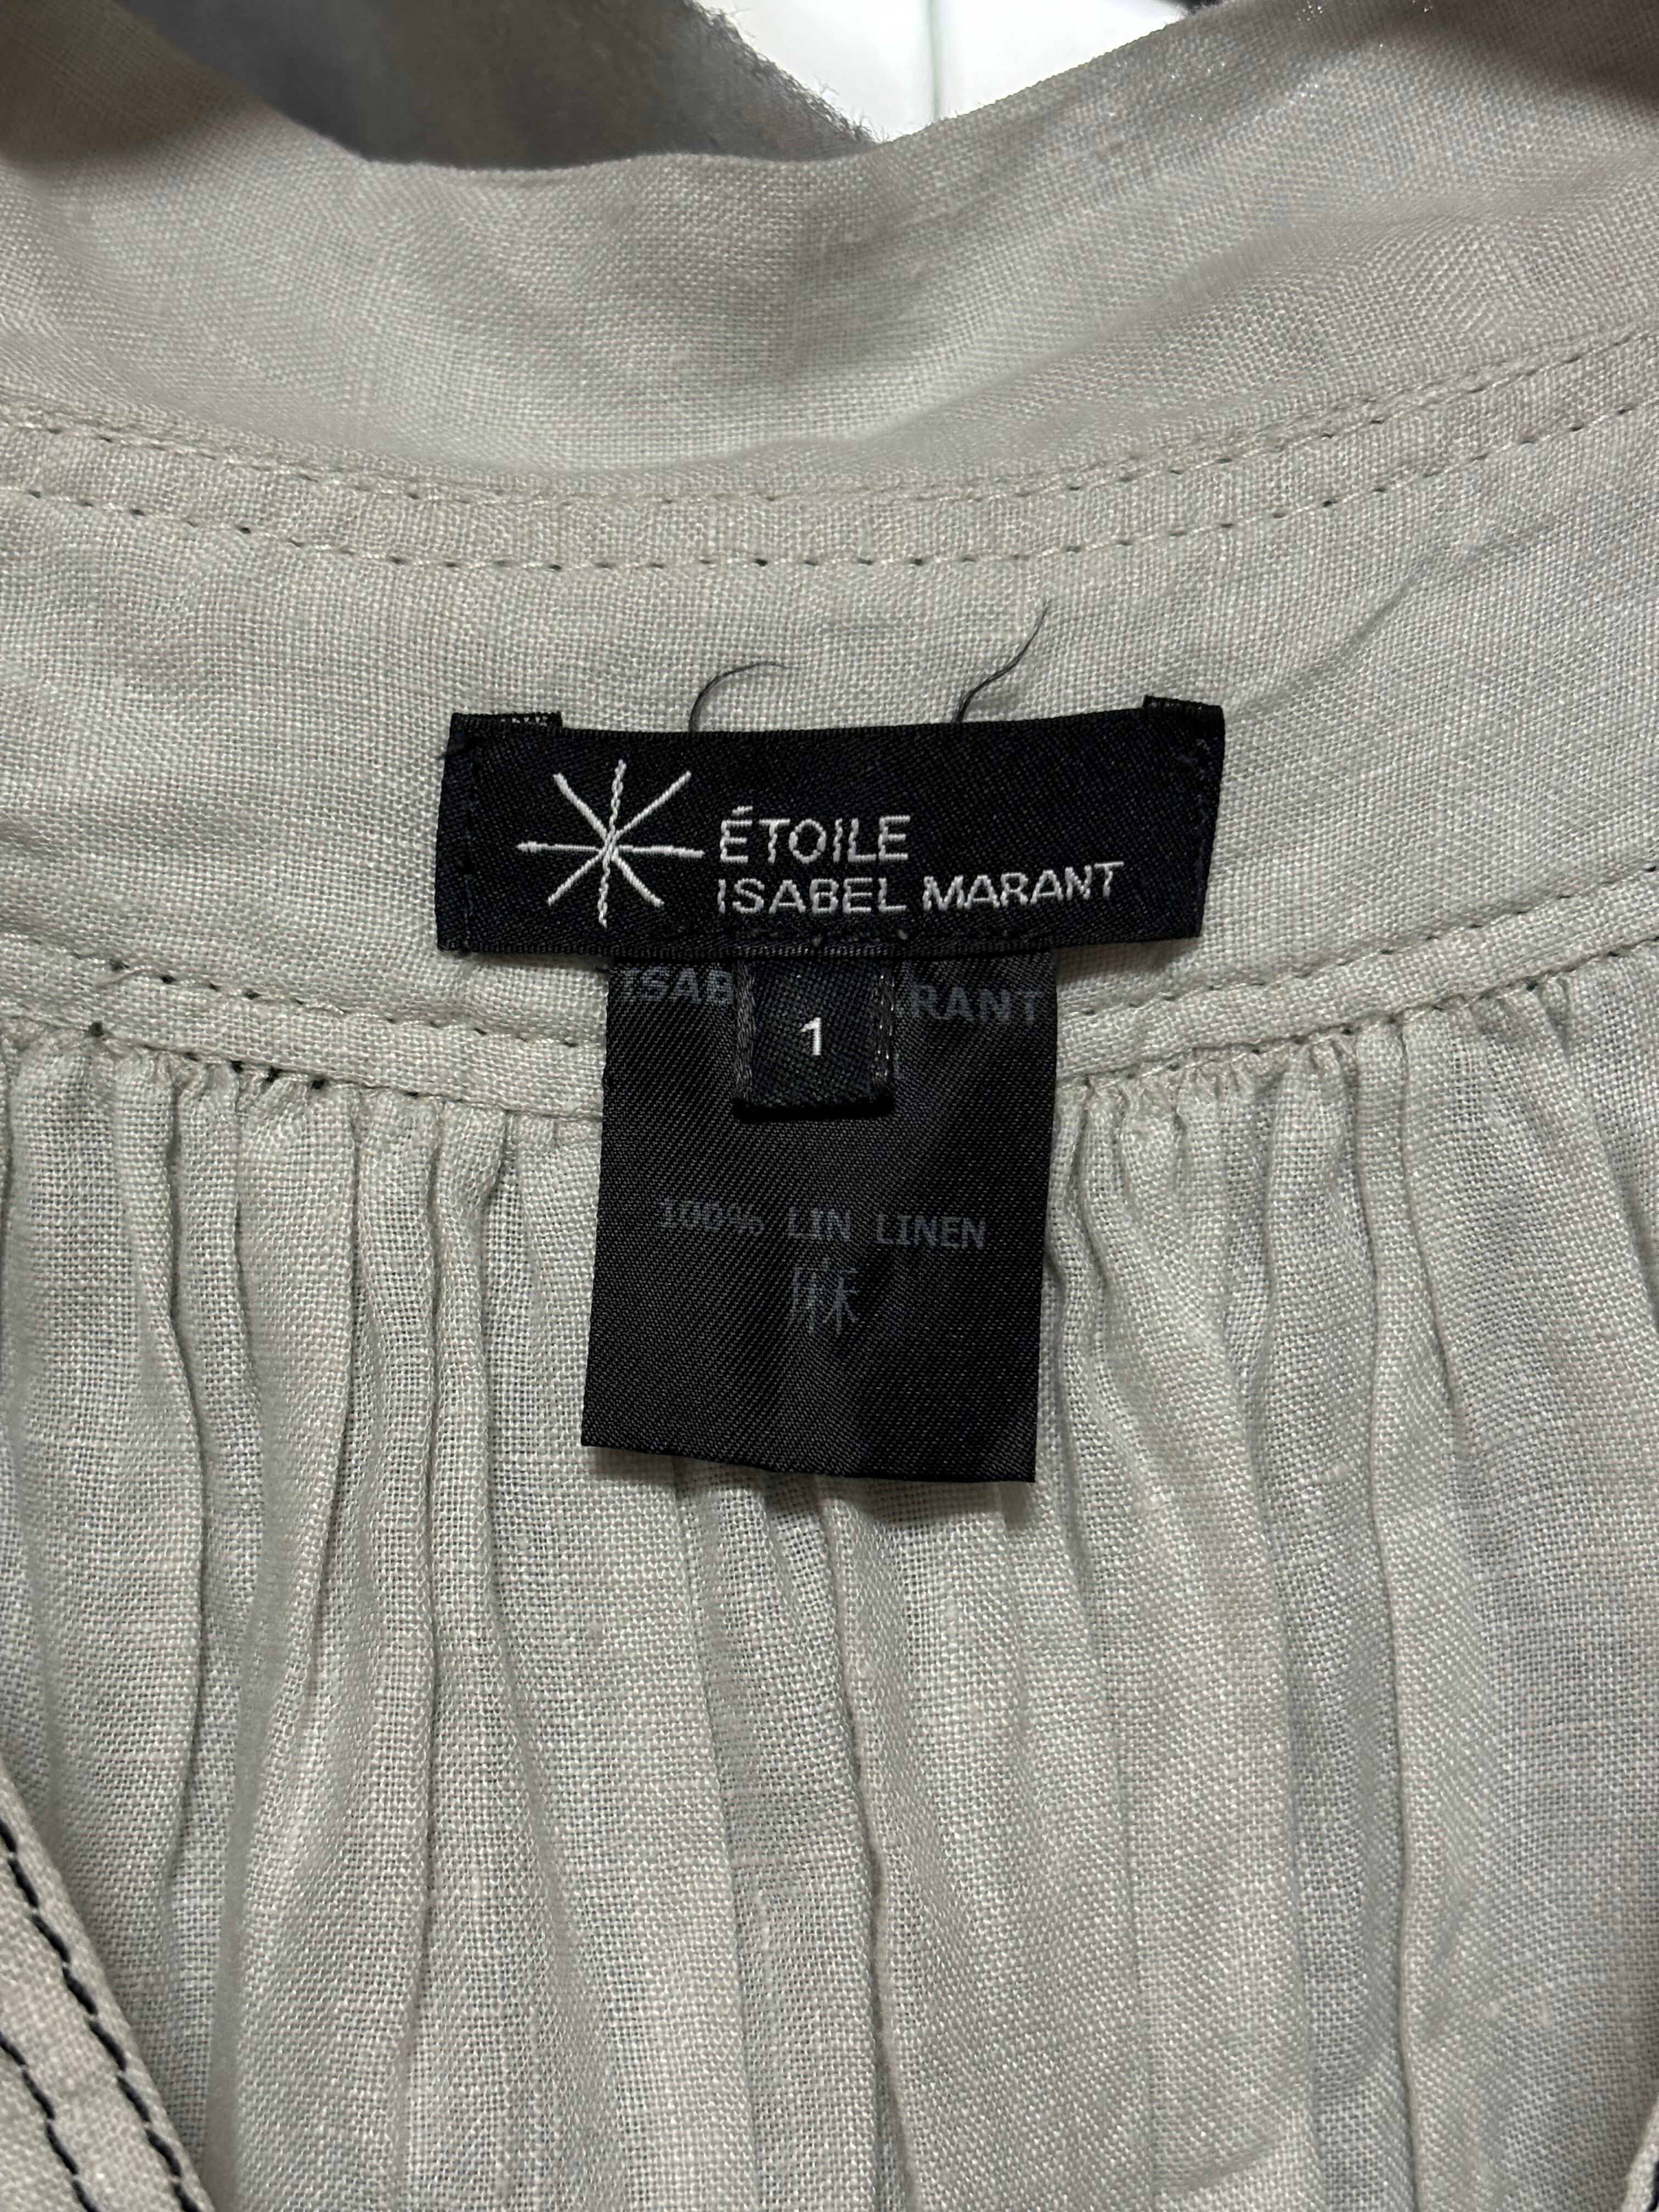 ÉTOILE
ISABEL MARANT
1
100% LIN LINEN
麻